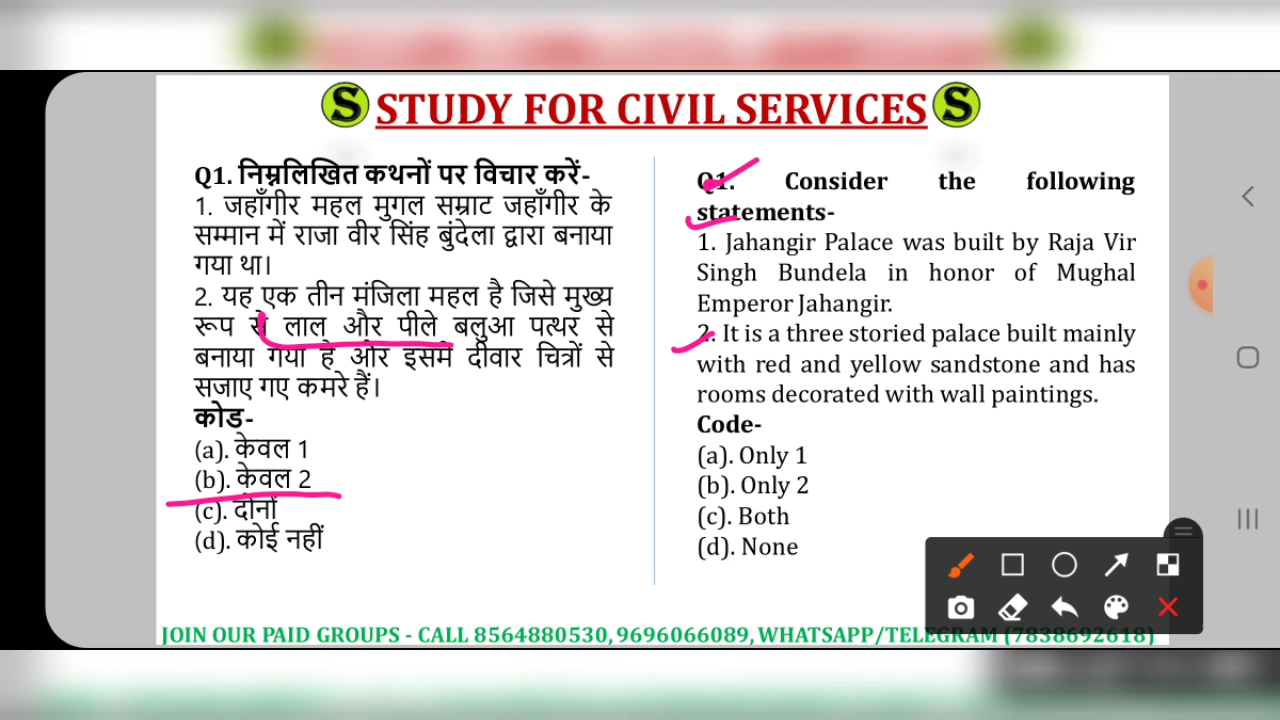 S STUDY FOR CIVIL SERVICES S
Q1. निम्नलिखित कथनों पर विचार करें-
1. जहाँगीर महल मुगल सम्राट जहाँगीर के
सम्मान में राजा वीर सिंह बुंदेला द्वारा बनाया
गया था।
2. यह एक तीन मंजिला महल है जिसे मुख्य
रूप से लाल और पीले बलुआ पत्थर से
बनाया गया है और इसमें दीवार चित्रों से
सजाए गए कमरे हैं।
कोड-
(a). केवल 1
(b). केवल 2
(c). दोनों
(d). कोई नहीं
Q1. Consider the following
statements-
1. Jahangir Palace was built by Raja Vir
Singh Bundela in honor of Mughal
Emperor Jahangir.
2. It is a three storied palace built mainly
with red and yellow sandstone and has
rooms decorated with wall paintings.
Code-
(a). Only 1
(b). Only 2
(c). Both
(d). None
JOIN OUR PAID GROUPS - CALL 8564880530, 9696066089, WHATSAPP/TELEGRAM (7838692618)